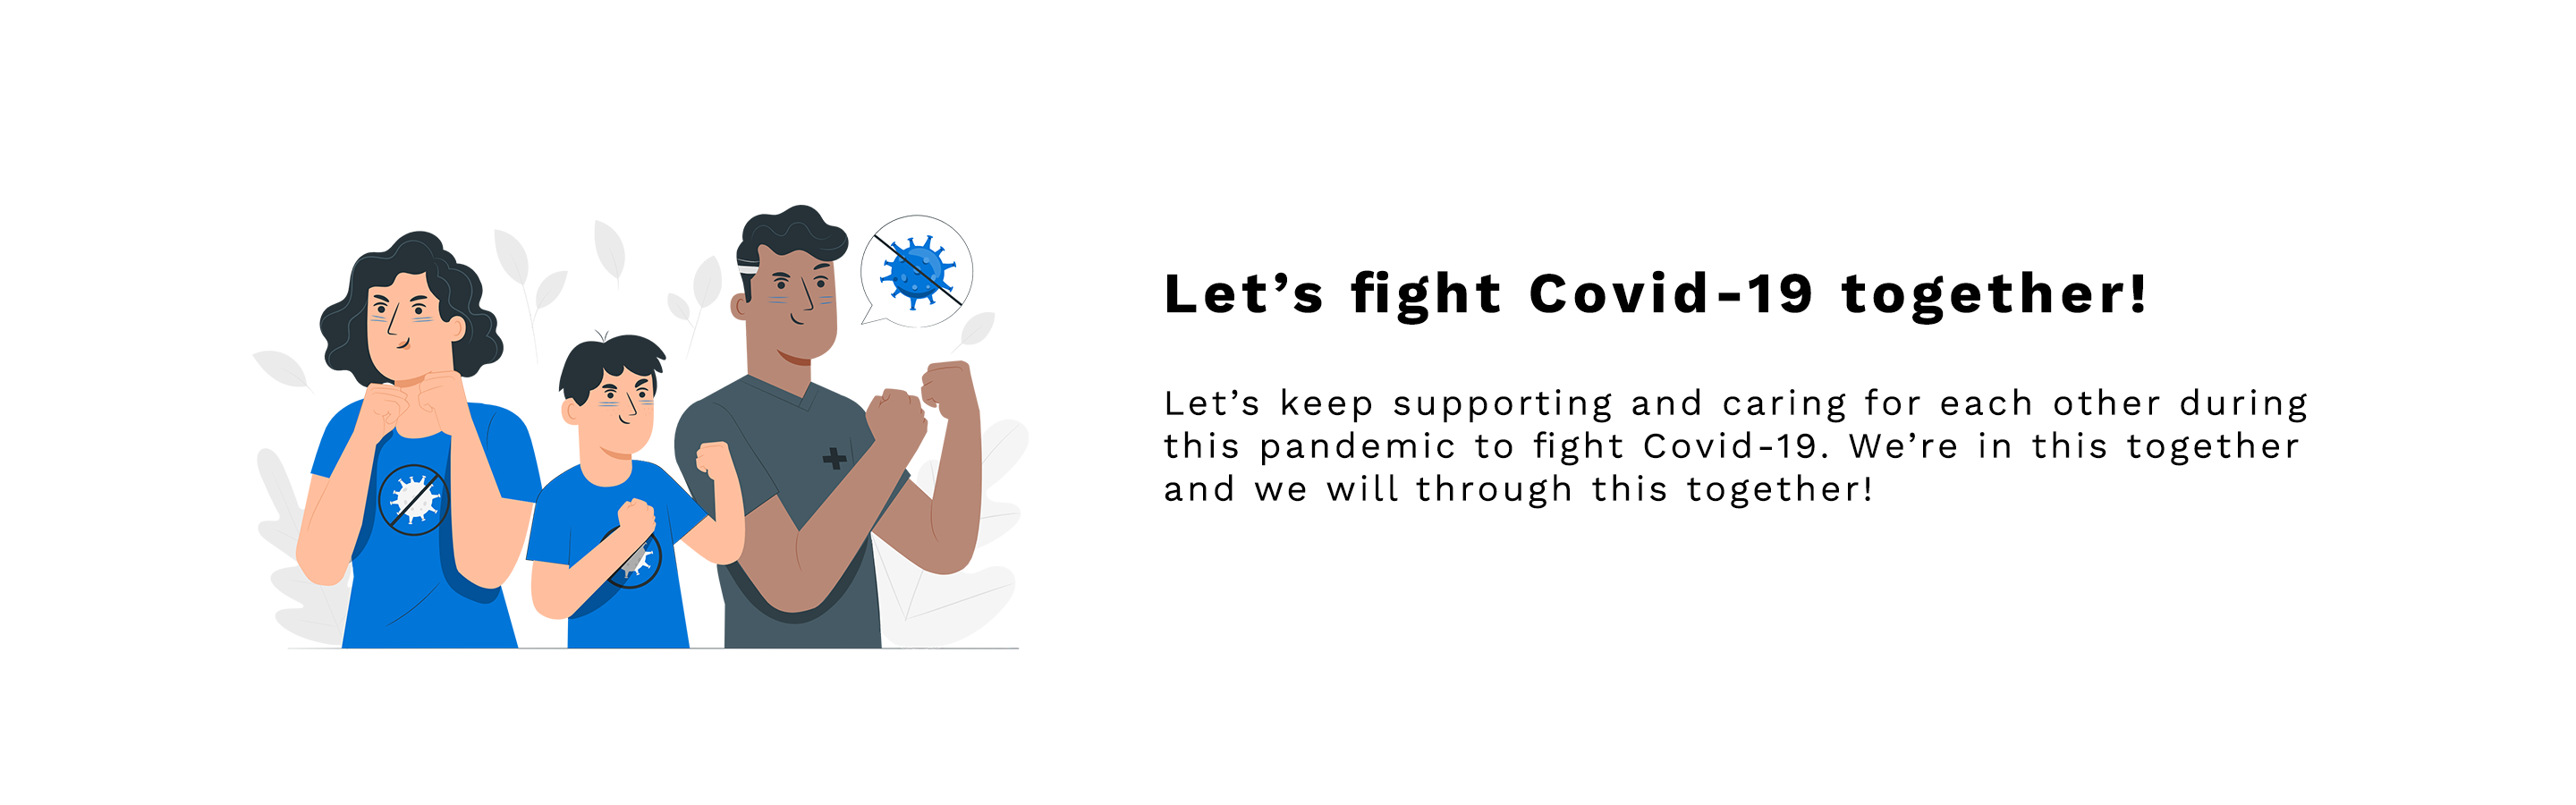 Let’s fight Covid-19 together!
Let’s keep supporting and caring for each other during
this pandemic to fight Covid-19. We’re in this together
and we will through this together!